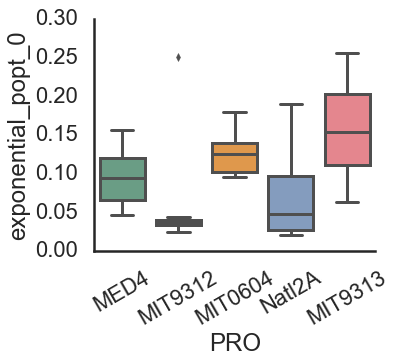 exponential_popt_0
0.30
0.25
0.20
0.15
0.10
0.05
0.00
MED4
MIT9312
MIT0604
Natl2A
MIT9313
PRO